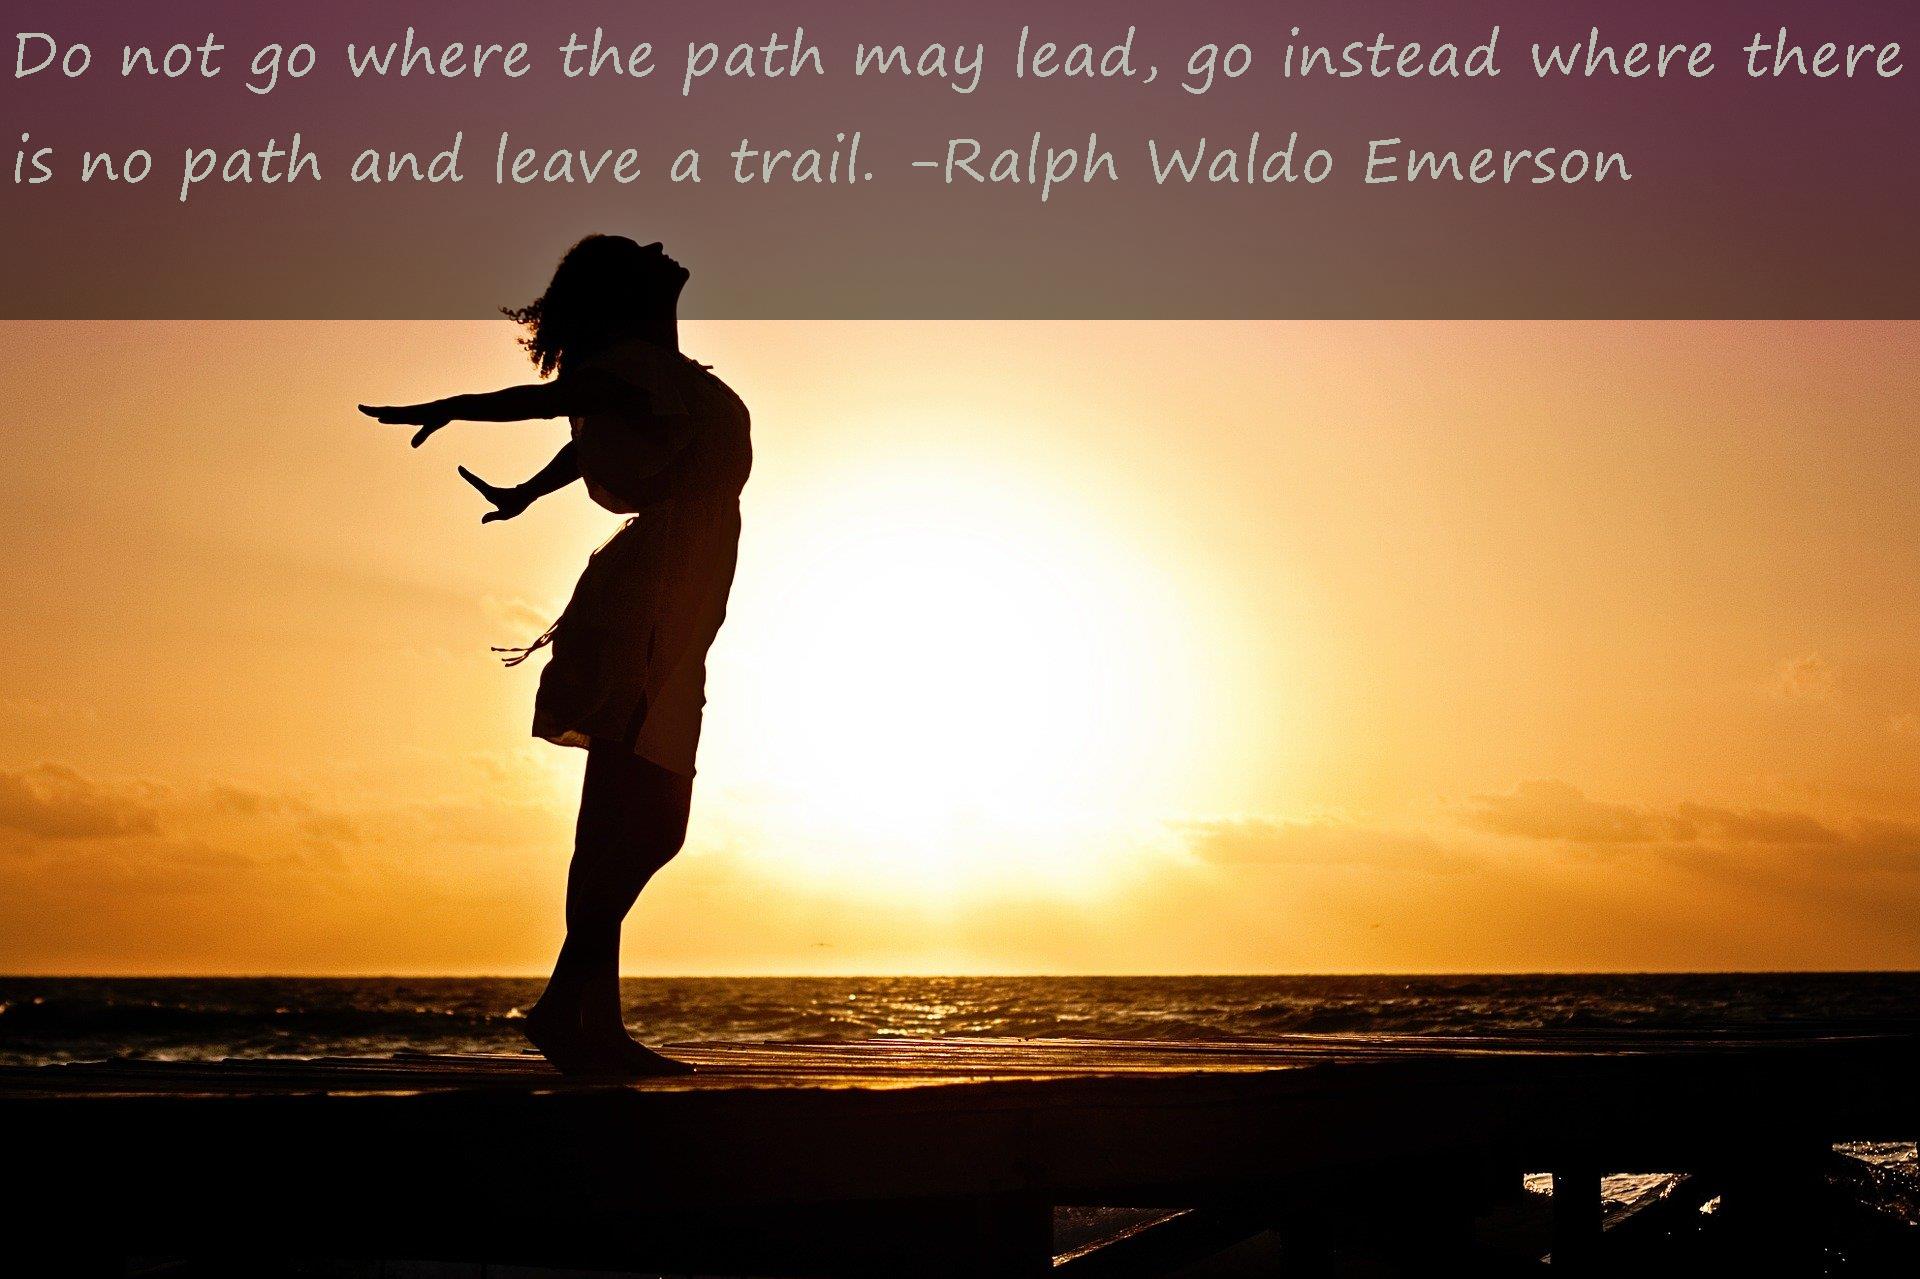 Do not go where the path may lead, go instead where there
is no path and leave a trail. -Ralph Waldo Emerson